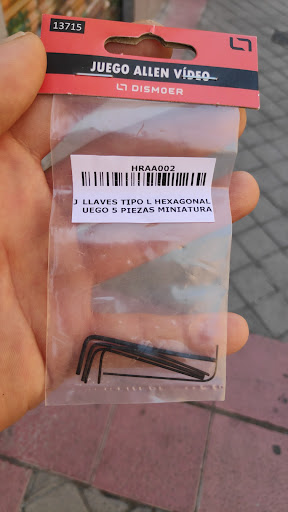 13715
JUEGO ALLEN VÍDEO
DISMOER
HRAA002
J LLAVES TIPO L HEXAGONAL
UEGO 5 PIEZAS MINIATURA